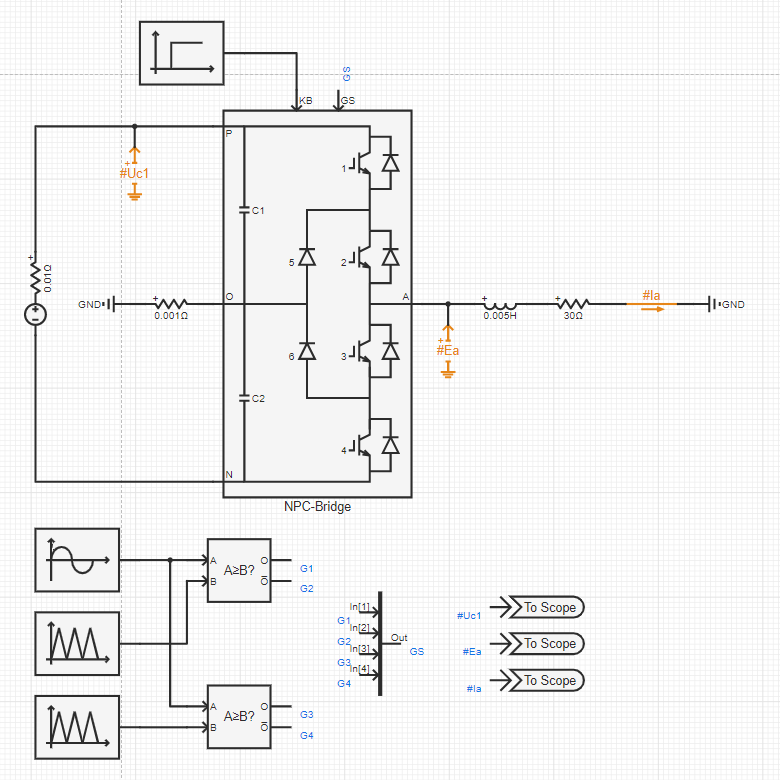 GS
KB
GS
P
+
#Uc1
1
C1
+
0.01Ω
5
2
GND
+
0.001Ω
O
A
+
0.005H
+
30Ω
#Ia
GND
+
#Ea
6
3
C2
4
N
NPC-Bridge
A
B
A≥B?
O
O̅
G1
G2
In[1]
G1
In[2]
G2
In[3]
G3
In[4]
G4
Out
GS
#Uc1
To Scope
#Ea
To Scope
#Ia
To Scope
A
B
A≥B?
O
O̅
G3
G4